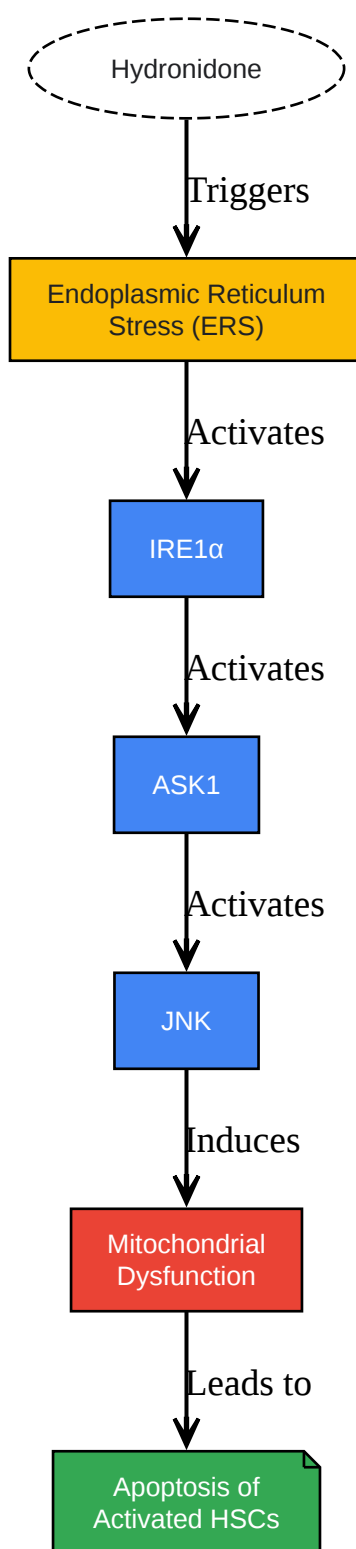 Hydronidone
Triggers
Endoplasmic Reticulum
Stress (ERS)
Activates
IRE1α
Activates
ASK1
Activates
JNK
Induces
Mitochondrial
Dysfunction
Leads to
Apoptosis of
Activated HSCs